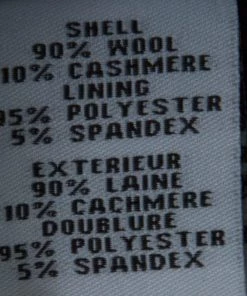 SHELL
90% WOOL
10% CASHMERE
LINING
95% POLYESTER
5% SPANDEX
EXTERIEUR
90% LAINE
10% CACHMERE
DOUBLURE
95% POLYESTER
5% SPANDEX